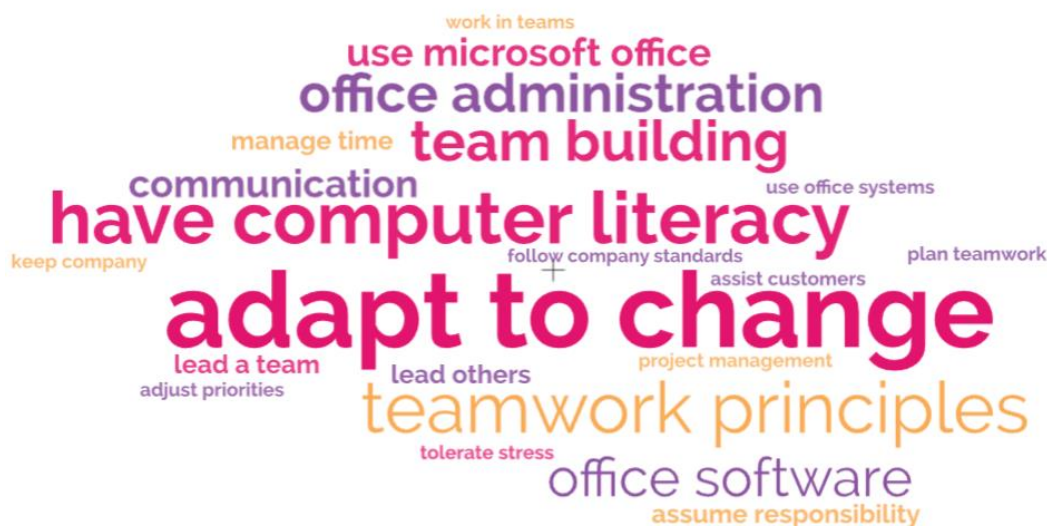 work in teams
use microsoft office
office administration
manage time
team building
communication
use office systems
have computer literacy
keep company
follow company standards
plan teamwork
assist customers
adapt to change
lead a team
project management
lead others
adjust priorities
teamwork principles
tolerate stress
office software
assume responsibility